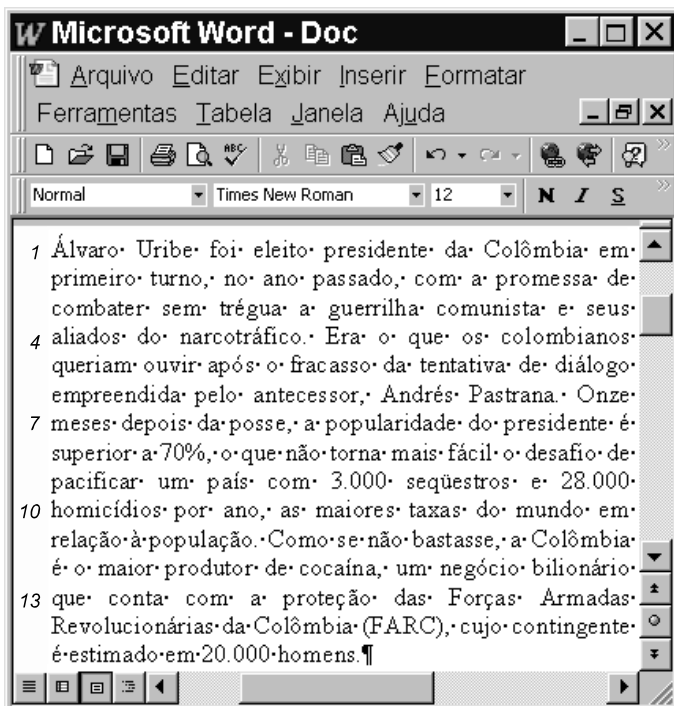 W Microsoft Word - Doc
Arquivo Editar Exibir Inserir Formatar
Ferramentas Tabela Janela Ajuda
Normal Times New Roman 12 N I S
1 Álvaro· Uribe· foi· eleito· presidente· da· Colômbia· em·
primeiro· turno,· no· ano· passado,· com· a· promessa· de·
combater· sem· trégua· a· guerrilha· comunista· e· seus·
4 aliados· do· narcotráfico.· Era· o· que· os· colombianos·
queriam· ouvir· após· o· fracasso· da· tentativa· de· diálogo·
empreendida· pelo· antecessor,· Andrés· Pastrana.· Onze·
7 meses· depois· da· posse,· a· popularidade· do· presidente· é·
superior· a· 70%,· o· que· não· torna· mais· fácil· o· desafio· de·
pacificar· um· país· com· 3.000· seqüestros· e· 28.000·
10 homicídios· por· ano,· as· maiores· taxas· do· mundo· em·
relação· à· população.· Como· se· não· bastasse,· a· Colômbia·
é· o· maior· produtor· de· cocaína,· um· negócio· bilionário·
13 que· conta· com· a· proteção· das· Forças· Armadas·
Revolucionárias· da· Colômbia· (FARC),· cujo· contingente·
é· estimado· em· 20.000· homens.¶